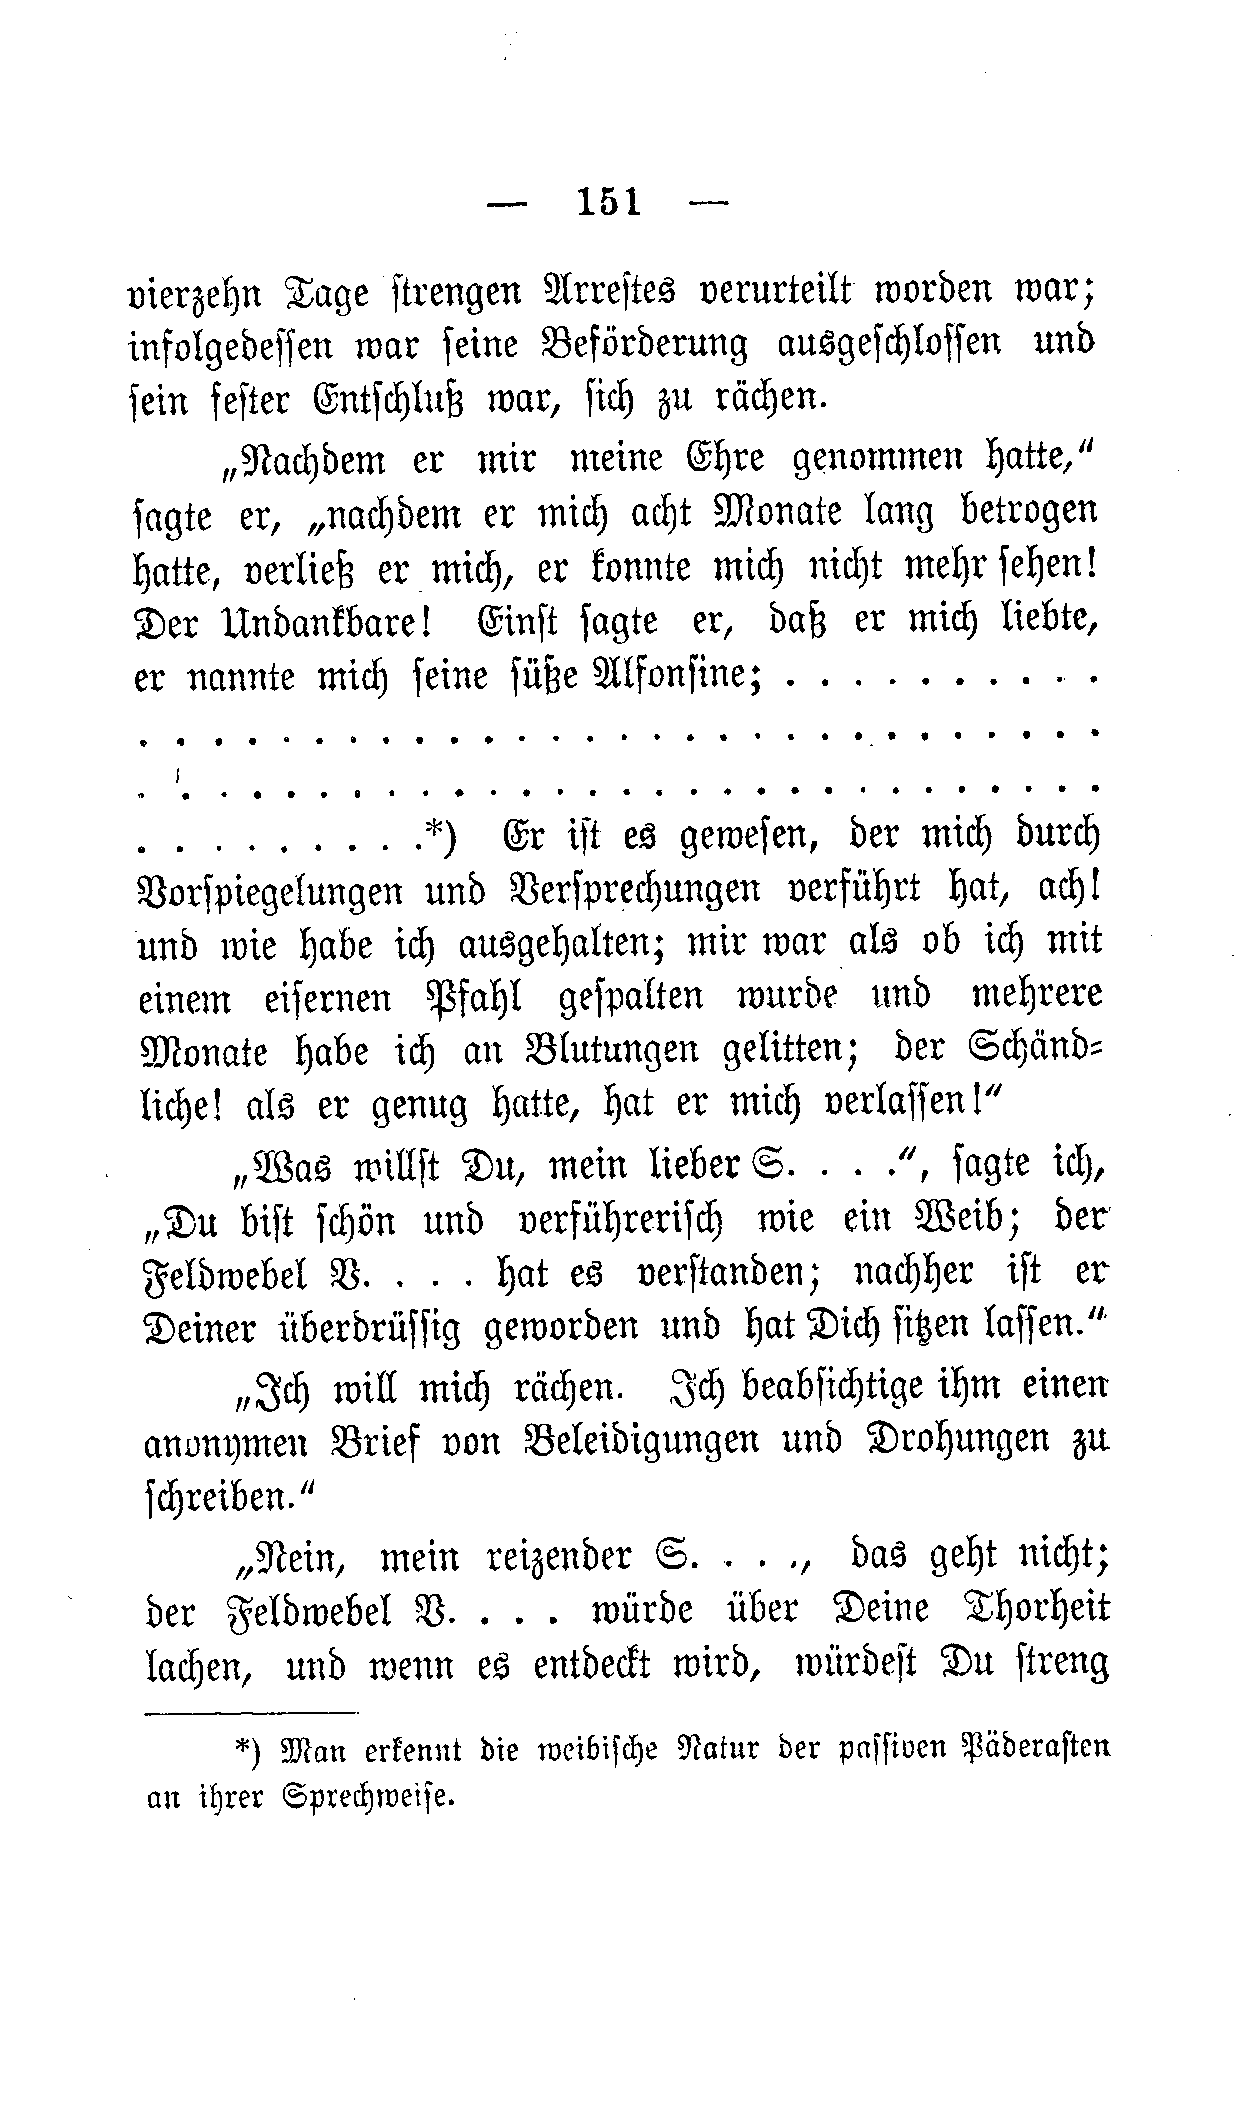 — 151 —
vierzehn Tage strengen Arrestes verurteilt worden war;
infolgedessen war seine Beförderung ausgeschlossen und
sein fester Entschluß war, sich zu rächen.
„Nachdem er mir meine Ehre genommen hatte,“
sagte er, „nachdem er mich acht Monate lang betrogen
hatte, verließ er mich, er konnte mich nicht mehr sehen!
Der Undankbare! Einst sagte er, daß er mich liebte,
er nannte mich seine süße Alfonsine; . . . . . . . . . .
. . . . . . . . . . . . . . . . . . . . . . . . . . . . .
. . . . . . . . . . . . . . . . . . . . . . . . . . . . .
. . . . . . . . .*) Er ist es gewesen, der mich durch
Vorspiegelungen und Versprechungen verführt hat, ach!
und wie habe ich ausgehalten; mir war als ob ich mit
einem eisernen Pfahl gespalten wurde und mehrere
Monate habe ich an Blutungen gelitten; der Schänd-
liche! als er genug hatte, hat er mich verlassen!“
„Was willst Du, mein lieber S. . . .“, sagte ich,
„Du bist schön und verführerisch wie ein Weib; der
Feldwebel V. . . . hat es verstanden; nachher ist er
Deiner überdrüssig geworden und hat Dich sitzen lassen.“
„Ich will mich rächen. Ich beabsichtige ihm einen
anonymen Brief von Beleidigungen und Drohungen zu
schreiben.“
„Nein, mein reizender S. . . ., das geht nicht;
der Feldwebel V. . . . würde über Deine Thorheit
lachen, und wenn es entdeckt wird, würdest Du streng
*) Man erkennt die weibische Natur der passiven Päderasten
an ihrer Sprechweise.